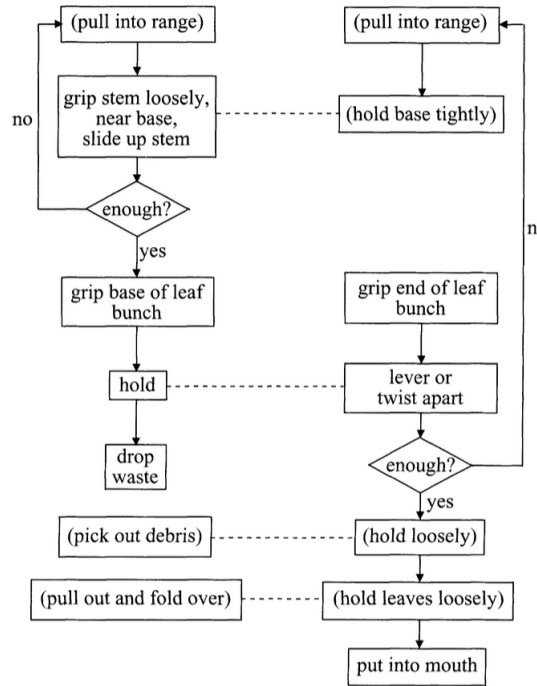 (pull into range)
(pull into range)
grip stem loosely,
near base,
slide up stem
(hold base tightly)
no
enough?
yes
n
grip base of leaf
bunch
grip end of leaf
bunch
hold
lever or
twist apart
drop
waste
enough?
yes
(pick out debris)
(hold loosely)
(pull out and fold over)
(hold leaves loosely)
put into mouth